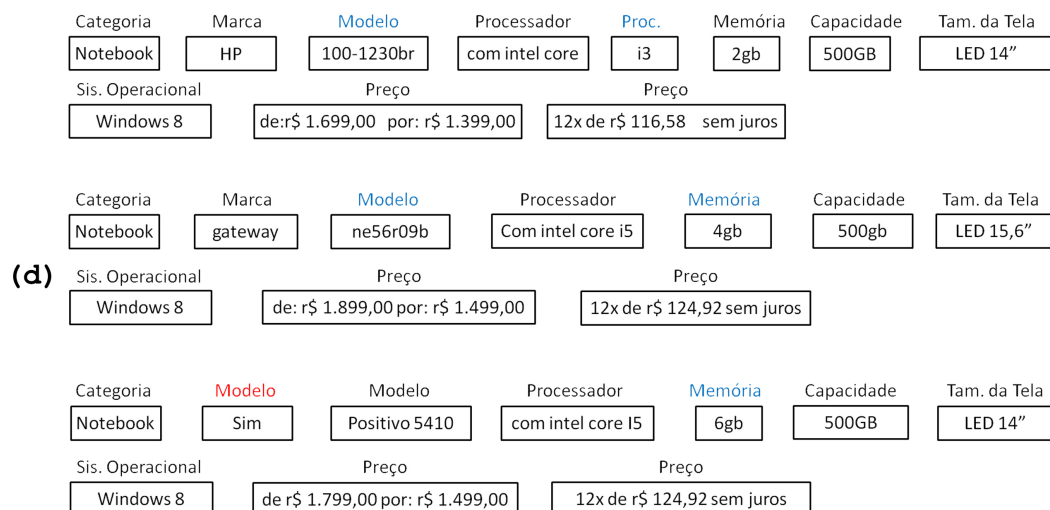 Categoria Marca Modelo Processador Proc. Memória Capacidade Tam. da Tela
Notebook HP 100-1230br com intel core i3 2gb 500GB LED 14”
Sis. Operacional Preço Preço
Windows 8 de:r$ 1.699,00 por: r$ 1.399,00 12x de r$ 116,58 sem juros
Categoria Marca Modelo Processador Memória Capacidade Tam. da Tela
Notebook gateway ne56r09b Com intel core i5 4gb 500gb LED 15,6”
(d)
Sis. Operacional Preço Preço
Windows 8 de: r$ 1.899,00 por: r$ 1.499,00 12x de r$ 124,92 sem juros
Categoria Modelo Modelo Processador Memória Capacidade Tam. da Tela
Notebook Sim Positivo 5410 com intel core I5 6gb 500GB LED 14”
Sis. Operacional Preço Preço
Windows 8 de r$ 1.799,00 por: r$ 1.499,00 12x de r$ 124,92 sem juros